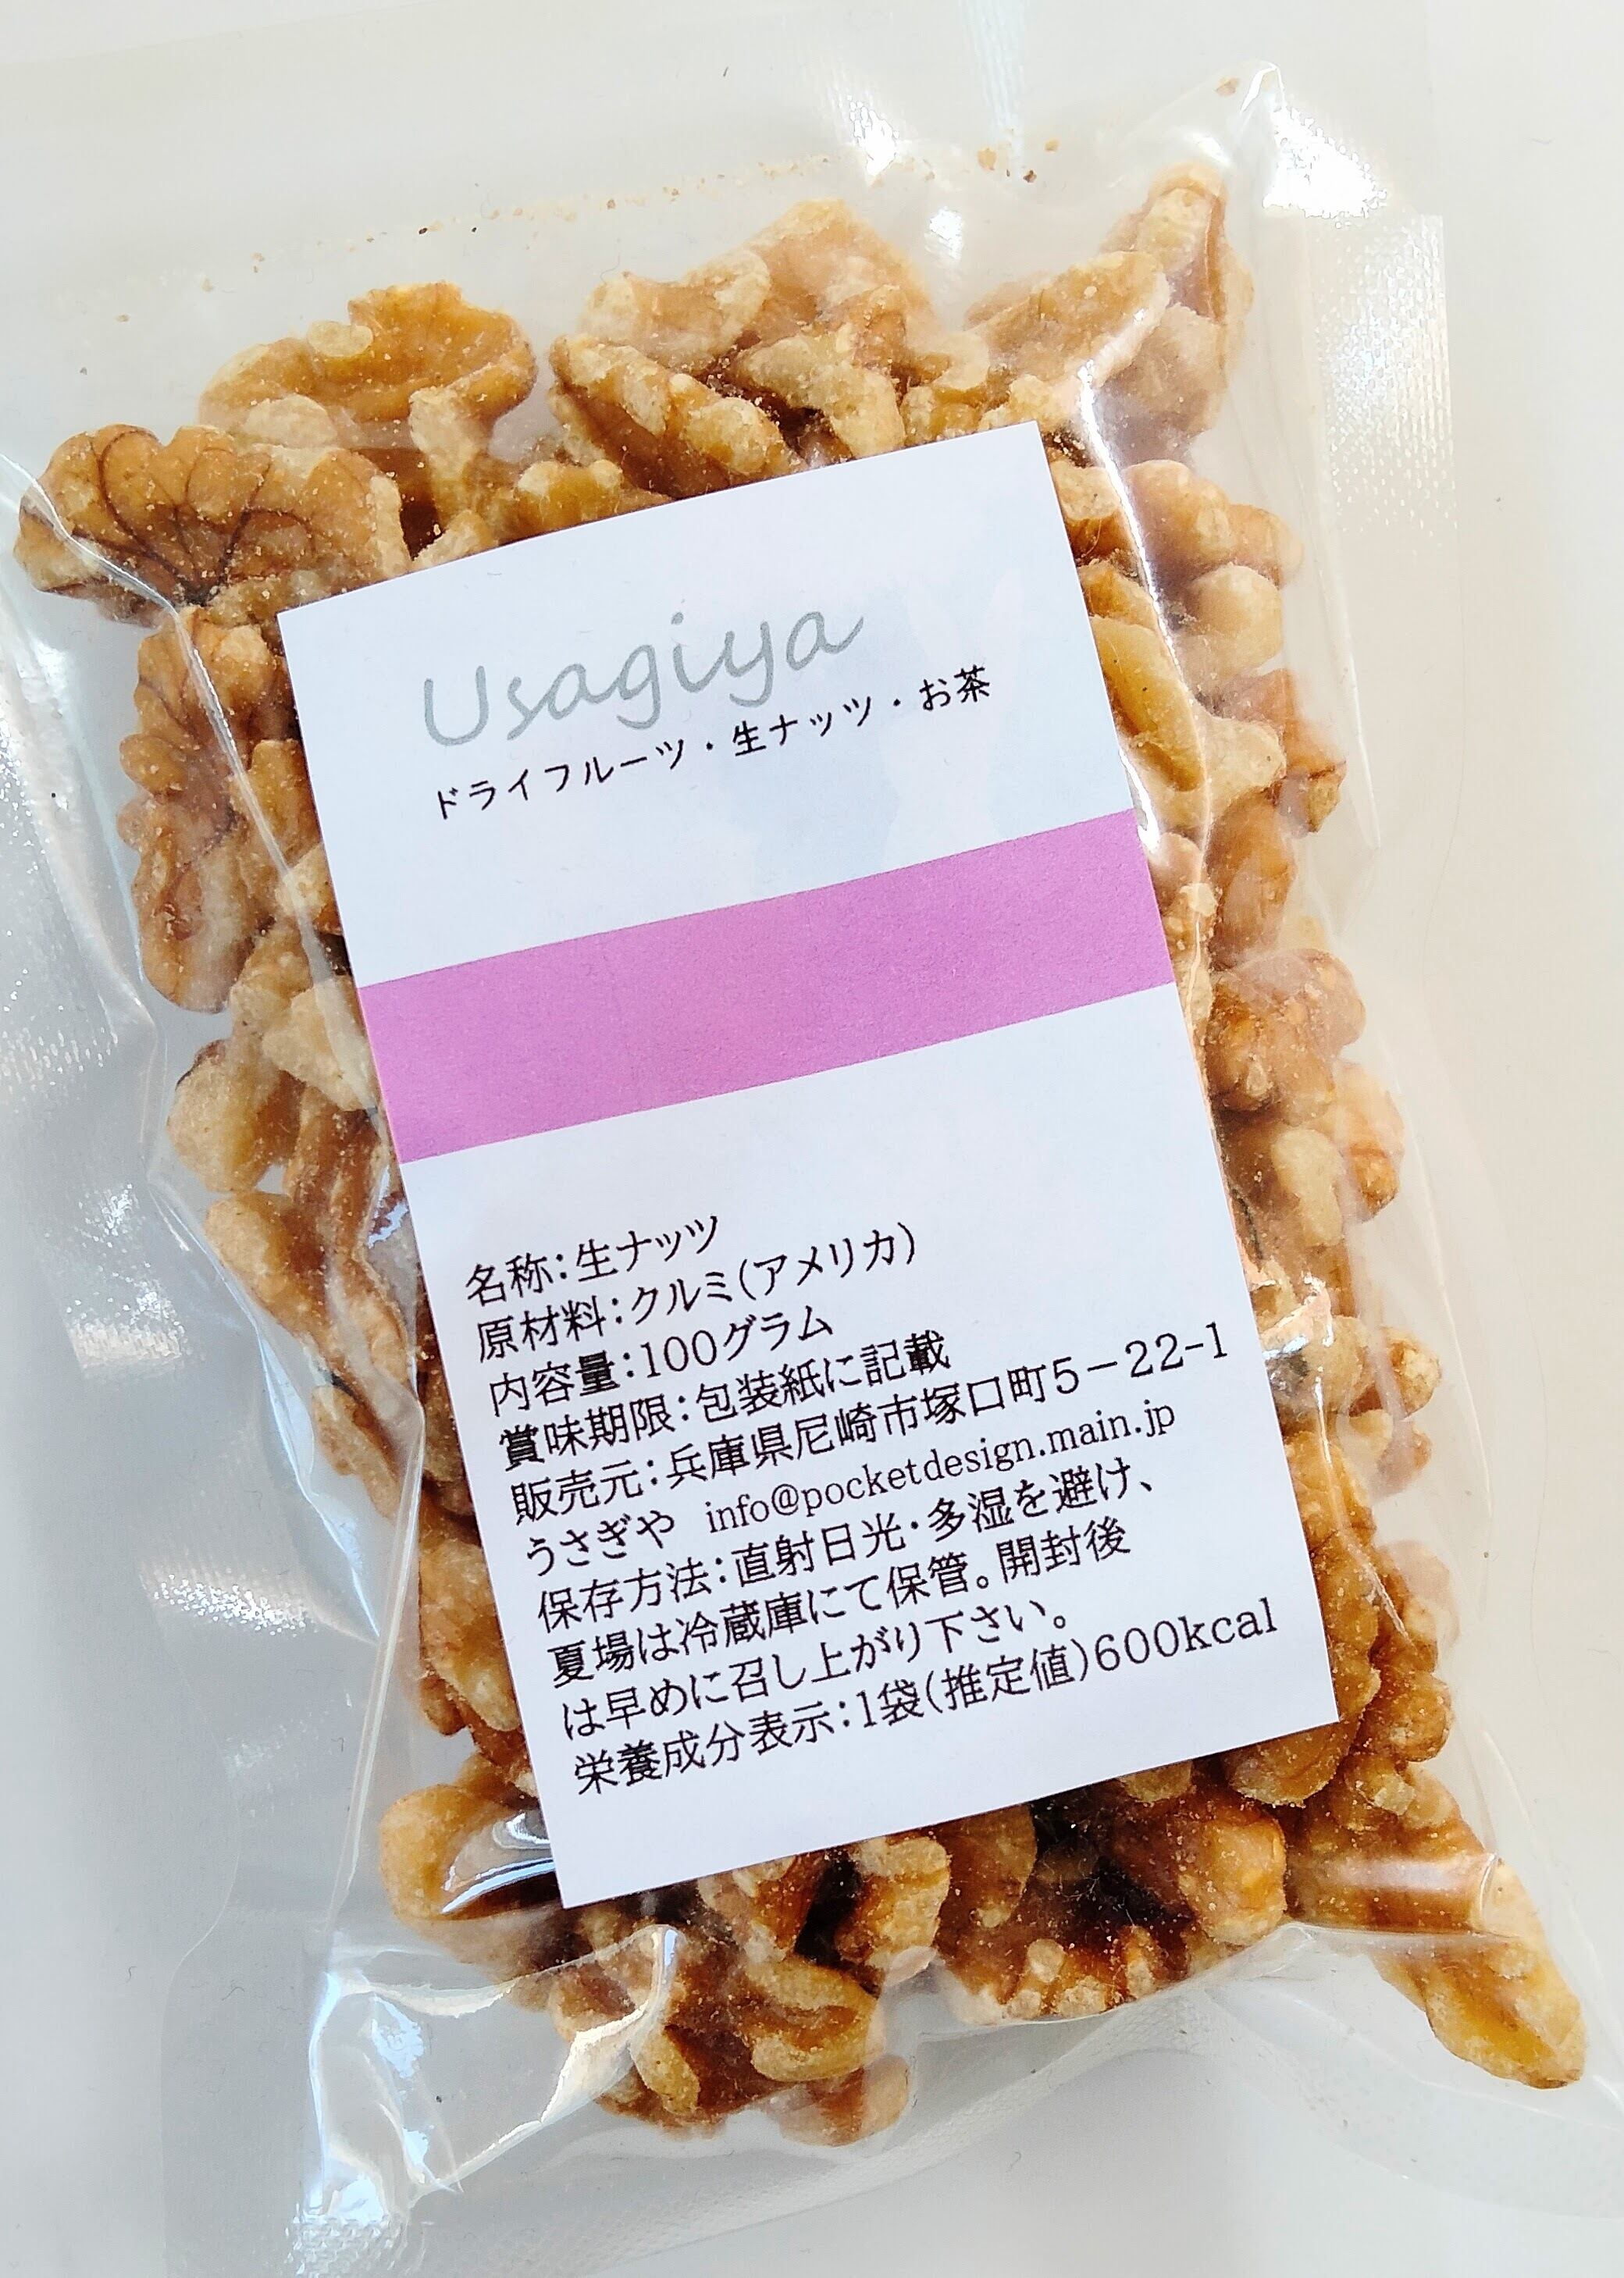 Usagiya
ドライフルーツ・生ナッツ・お茶
名称：生ナッツ
原材料：クルミ（アメリカ）
内容量：100グラム
賞味期限：包装紙に記載
販売元：兵庫県尼崎市塚口町5－22-1
うさぎや info@pocketdesign.main.jp
保存方法：直射日光・多湿を避け、
夏場は冷蔵庫にて保管。開封後
は早めに召し上がり下さい。
栄養成分表示：1袋（推定値）600kcal